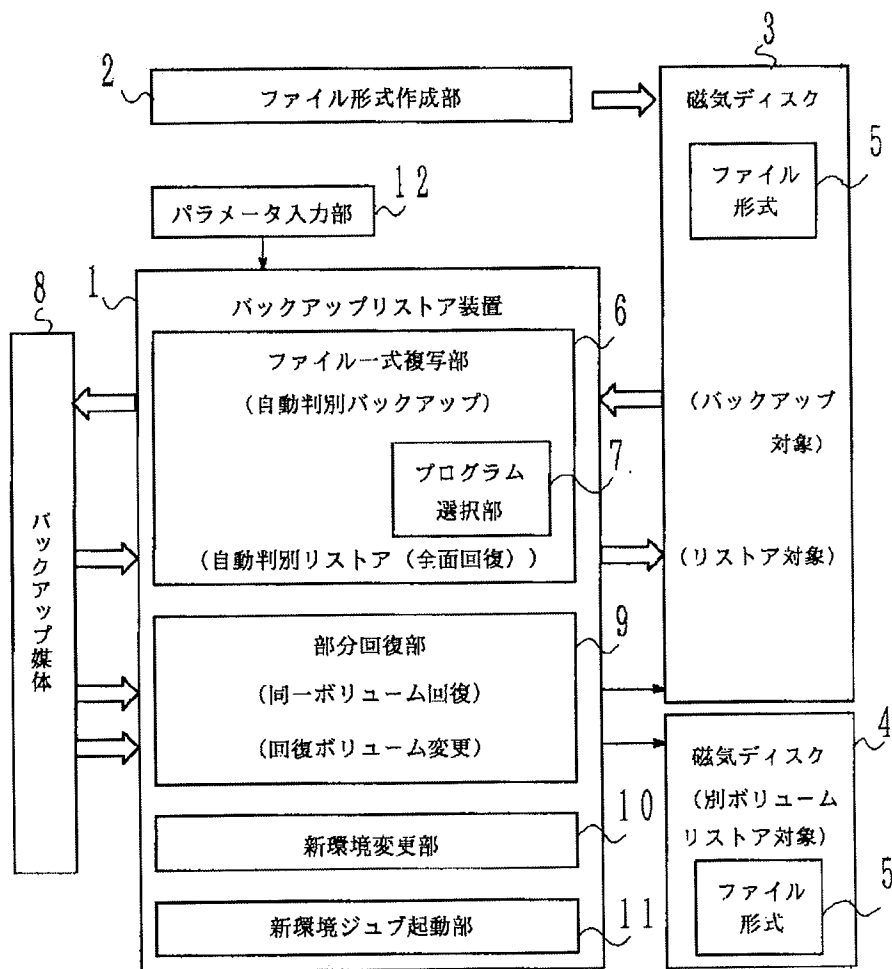 3
2
ファイル形式作成部
磁気ディスク
5
ファイル
形式
12
パラメータ入力部
1
バックアップリストア装置
8
6
ファイル一式複写部
(自動判別バックアップ)
(バックアップ
対象)
7
プログラム
選択部
(自動判別リストア(全面回復))
(リストア対象)
バックアップ媒体
9
部分回復部
(同一ボリューム回復)
(回復ボリューム変更)
4
磁気ディスク
(別ボリューム
リストア対象)
10
新環境変更部
ファイル
形式
5
11
新環境ジュブ起動部